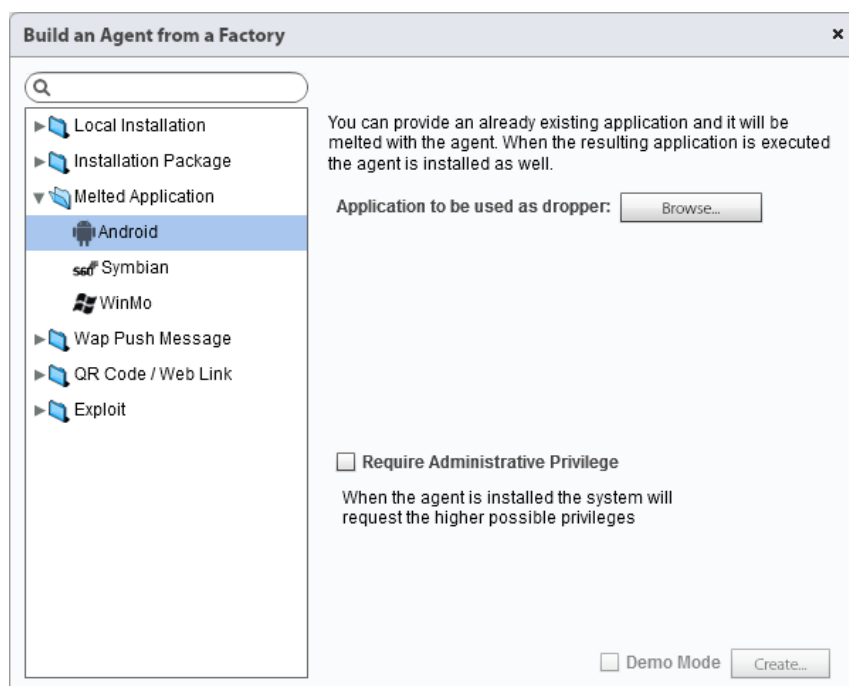 Build an Agent from a Factory
Local Installation
Installation Package
Melted Application
Android
S60 Symbian
WinMo
Wap Push Message
QR Code / Web Link
Exploit
You can provide an already existing application and it will be
melted with the agent. When the resulting application is executed
the agent is installed as well.
Application to be used as dropper: Browse...
Require Administrative Privilege
When the agent is installed the system will
request the higher possible privileges
Demo Mode Create...